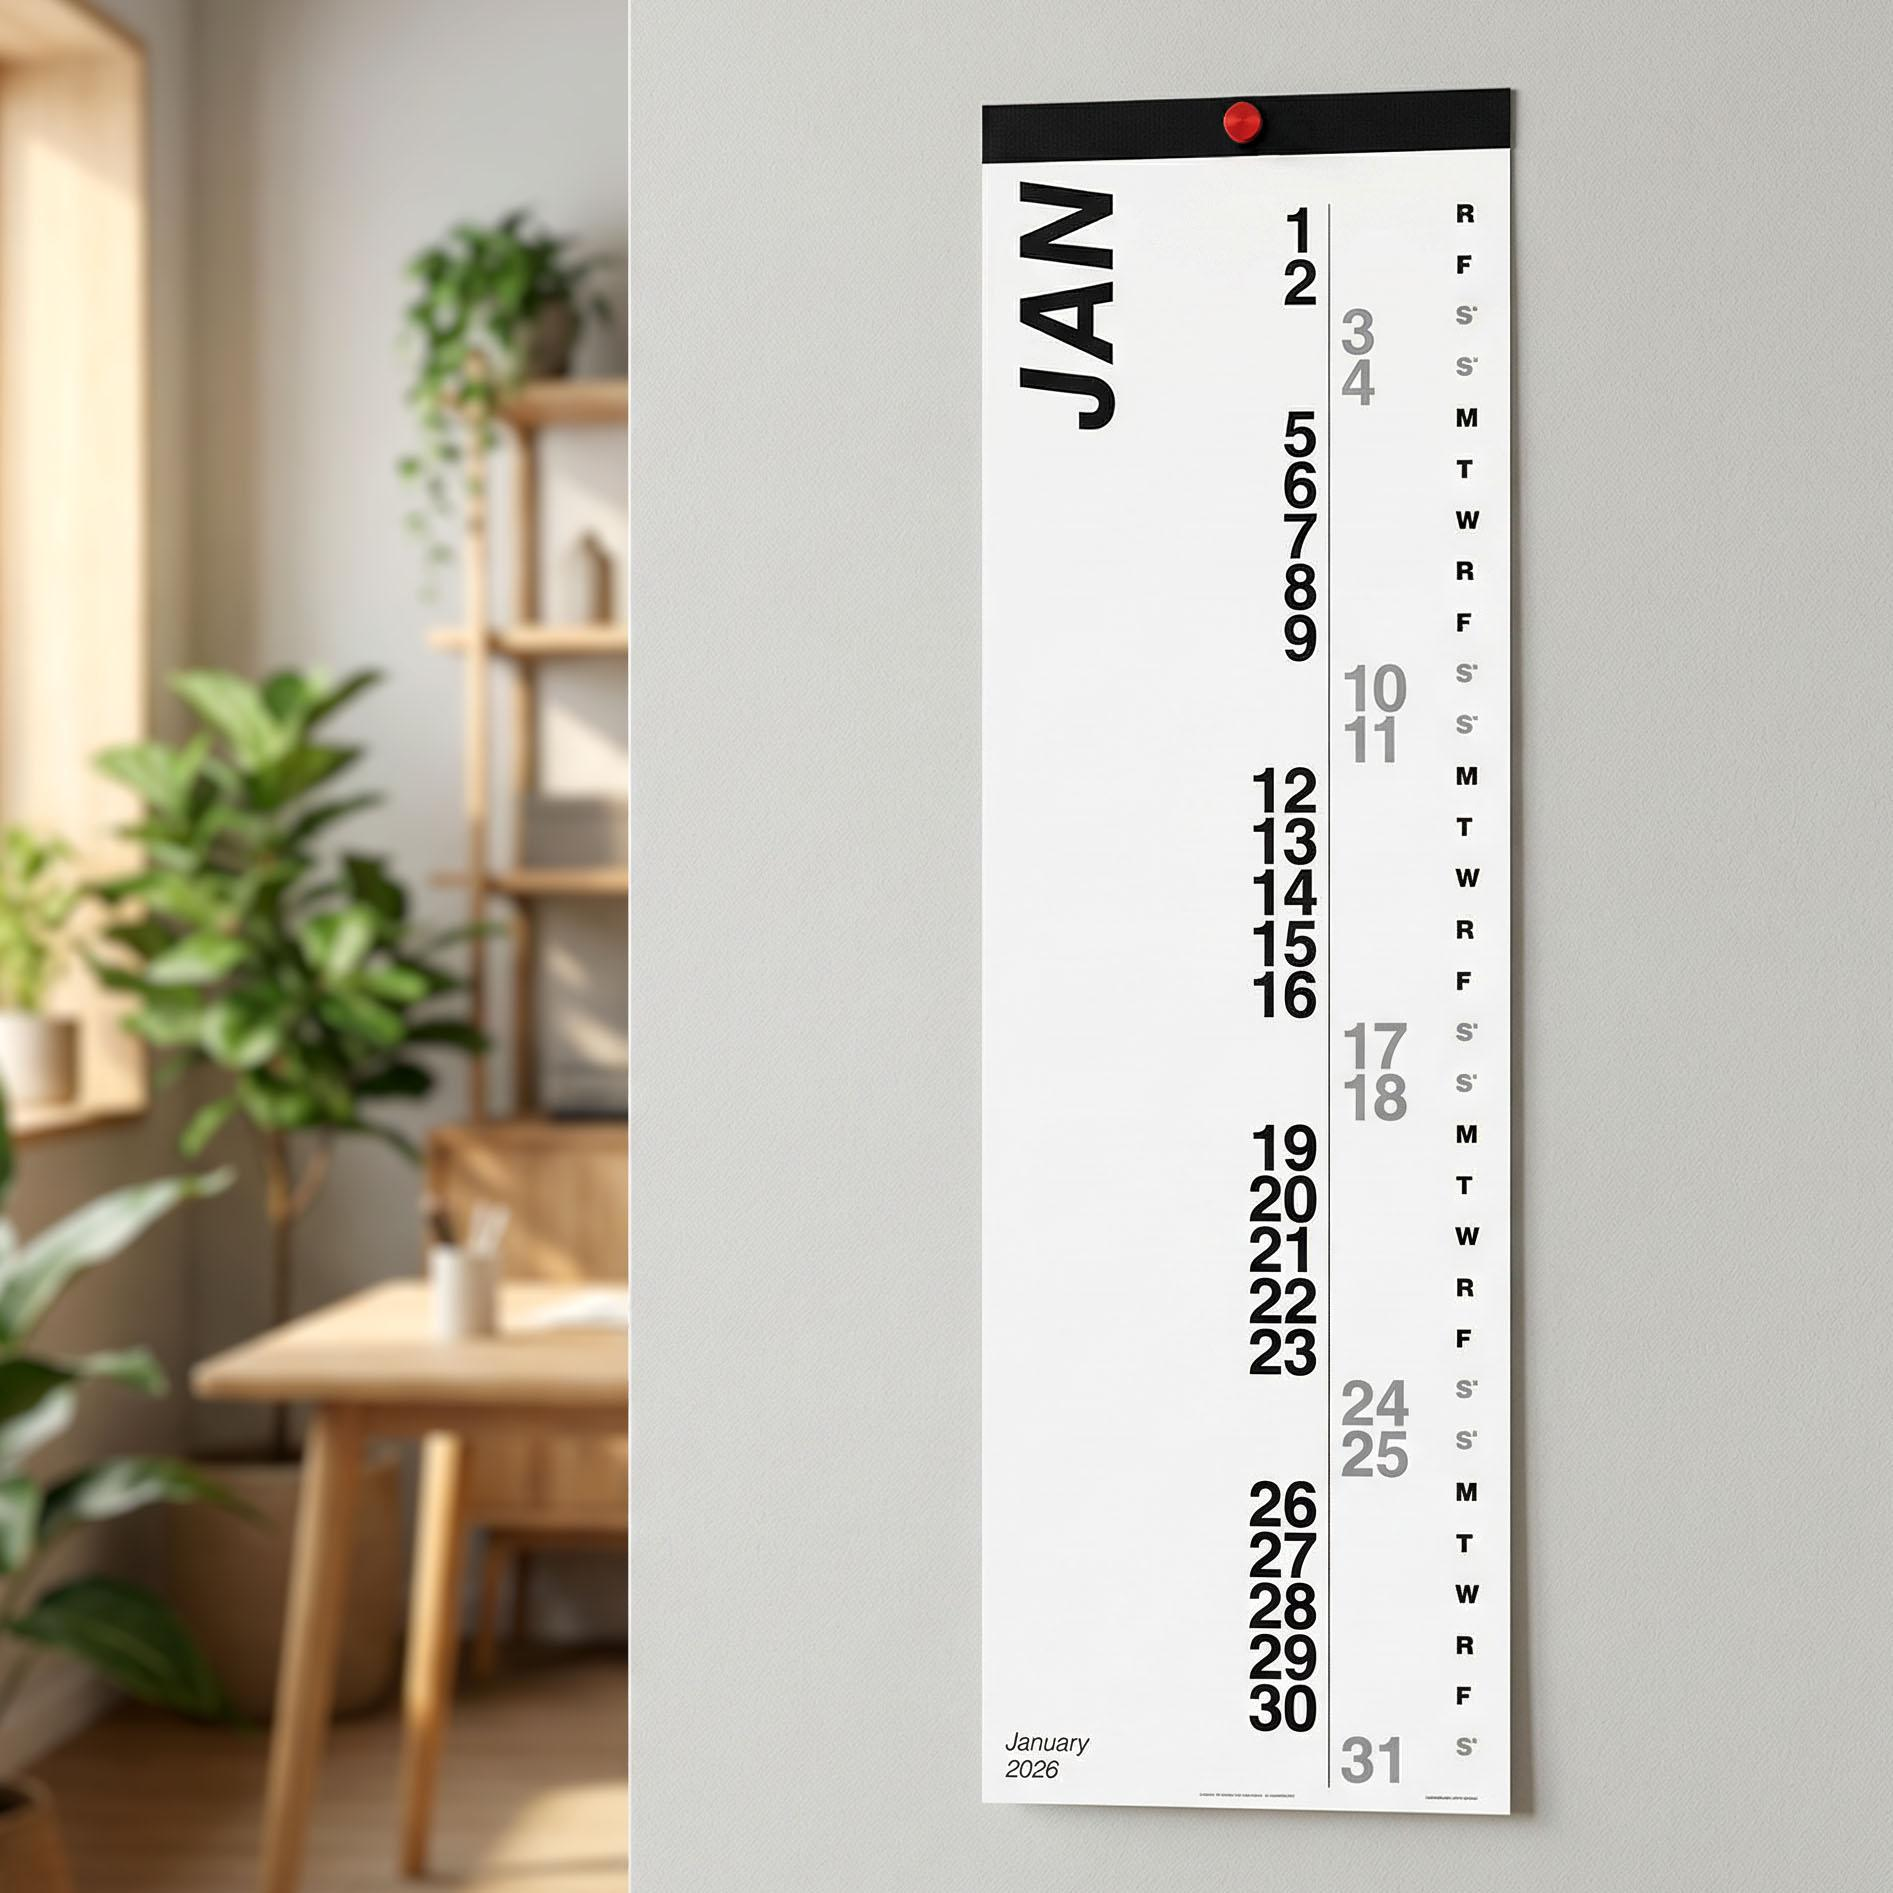 JAN
1 R
2 F
3 S
4 S
5 M
6 T
7 W
8 R
9 F
10 S
11 S
12 M
13 T
14 W
15 R
16 F
17 S
18 S
19 M
20 T
21 W
22 R
23 F
24 S
25 S
26 M
27 T
28 W
29 R
30 F
31 S
January
2026